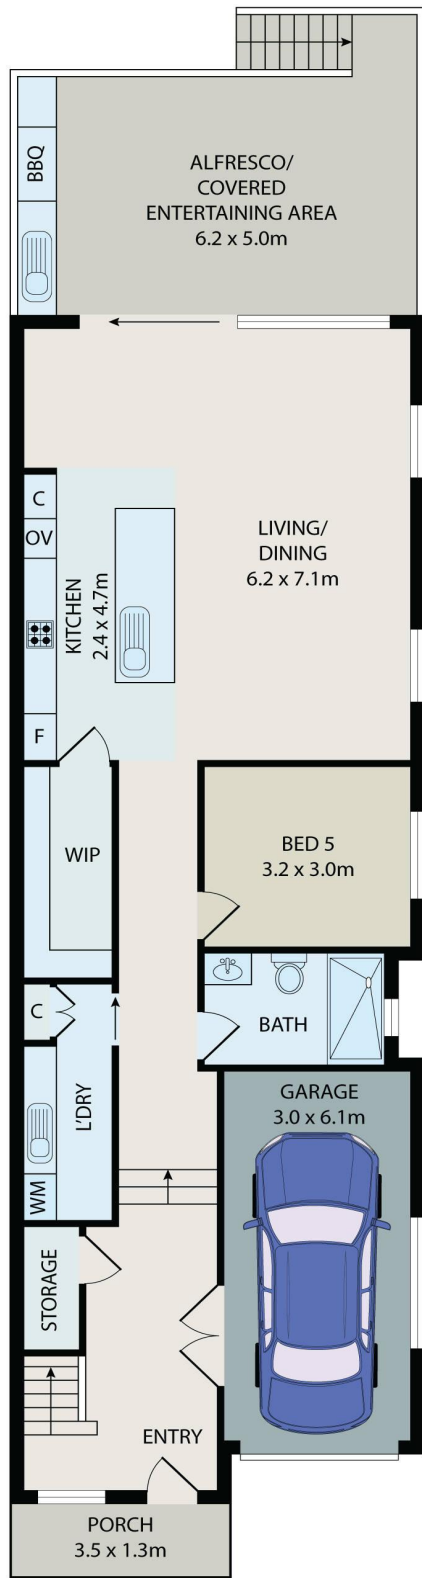 BBQ
ALFRESCO/
COVERED
ENTERTAINING AREA
6.2 x 5.0m
C
OV
KITCHEN
2.4 x 4.7m
F
LIVING/
DINING
6.2 x 7.1m
WIP
BED 5
3.2 x 3.0m
C
BATH
L'DRY
WM
GARAGE
3.0 x 6.1m
STORAGE
ENTRY
PORCH
3.5 x 1.3m